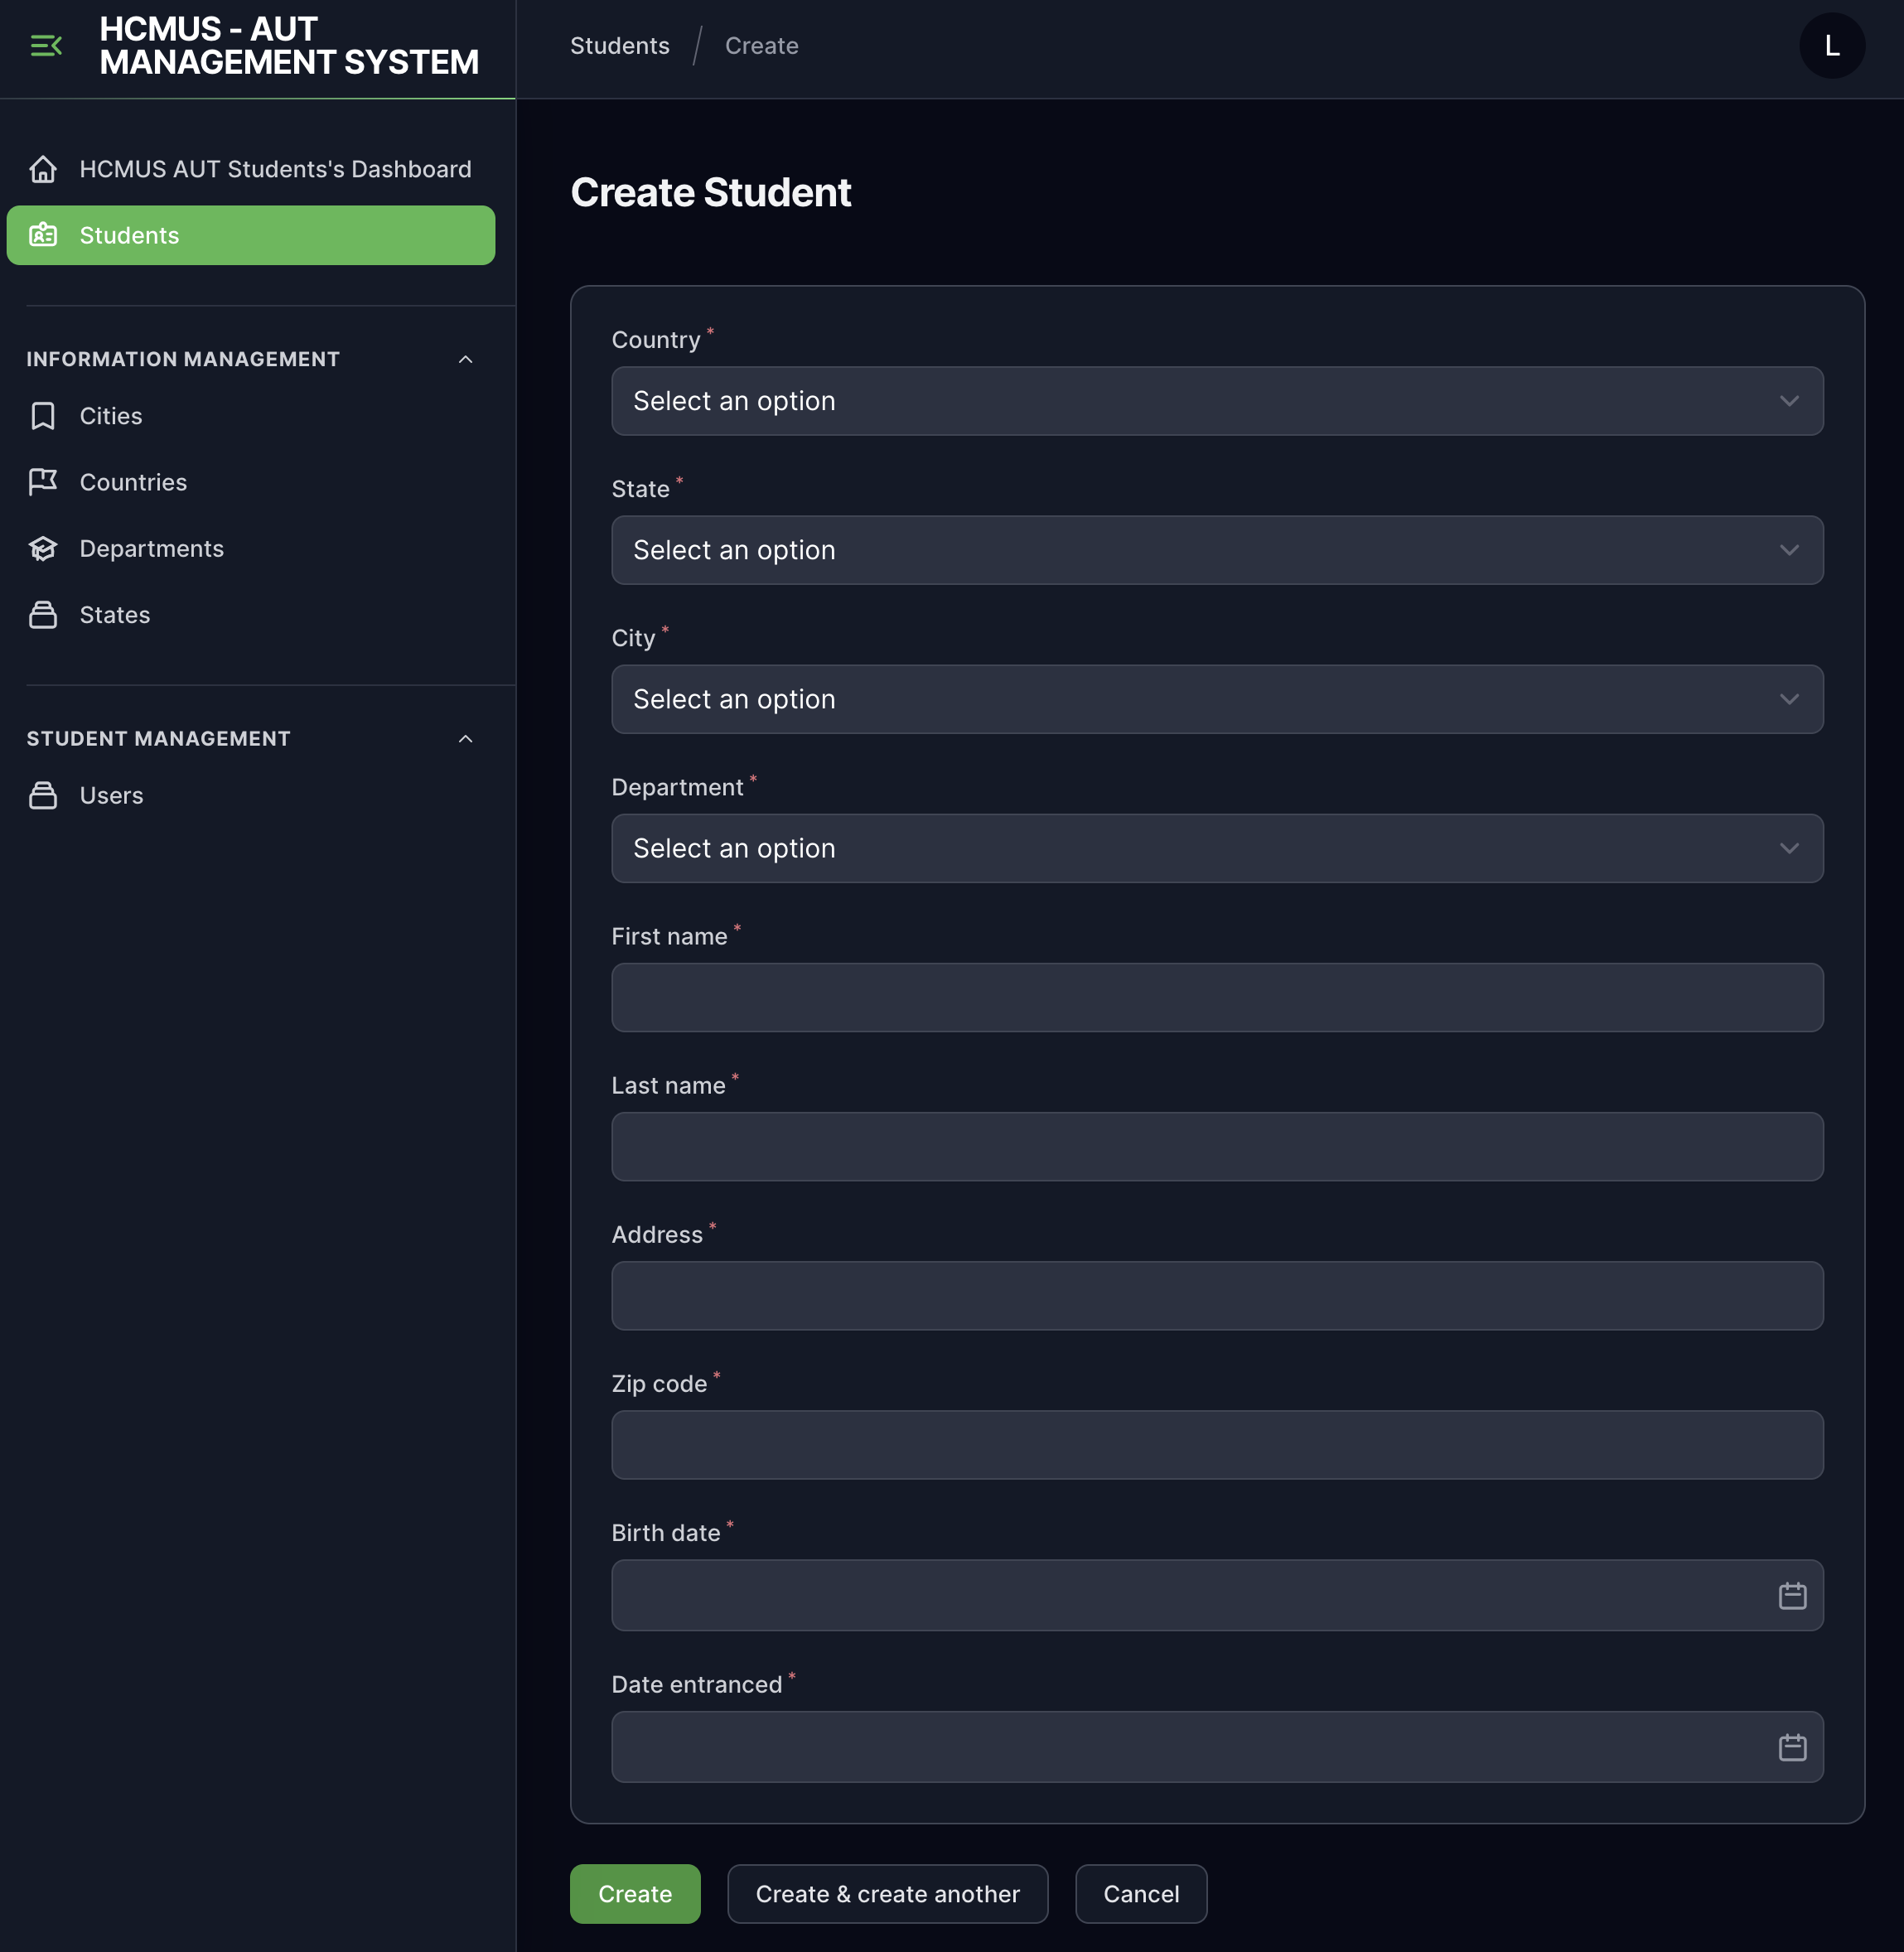 HCMUS - AUT
MANAGEMENT SYSTEM
Students / Create
L
HCMUS AUT Students's Dashboard
Students
INFORMATION MANAGEMENT
Cities
Countries
Departments
States
STUDENT MANAGEMENT
Users
Create Student
Country *
Select an option
State *
Select an option
City *
Select an option
Department *
Select an option
First name *
Last name *
Address *
Zip code *
Birth date *
Date entranced *
Create
Create & create another
Cancel